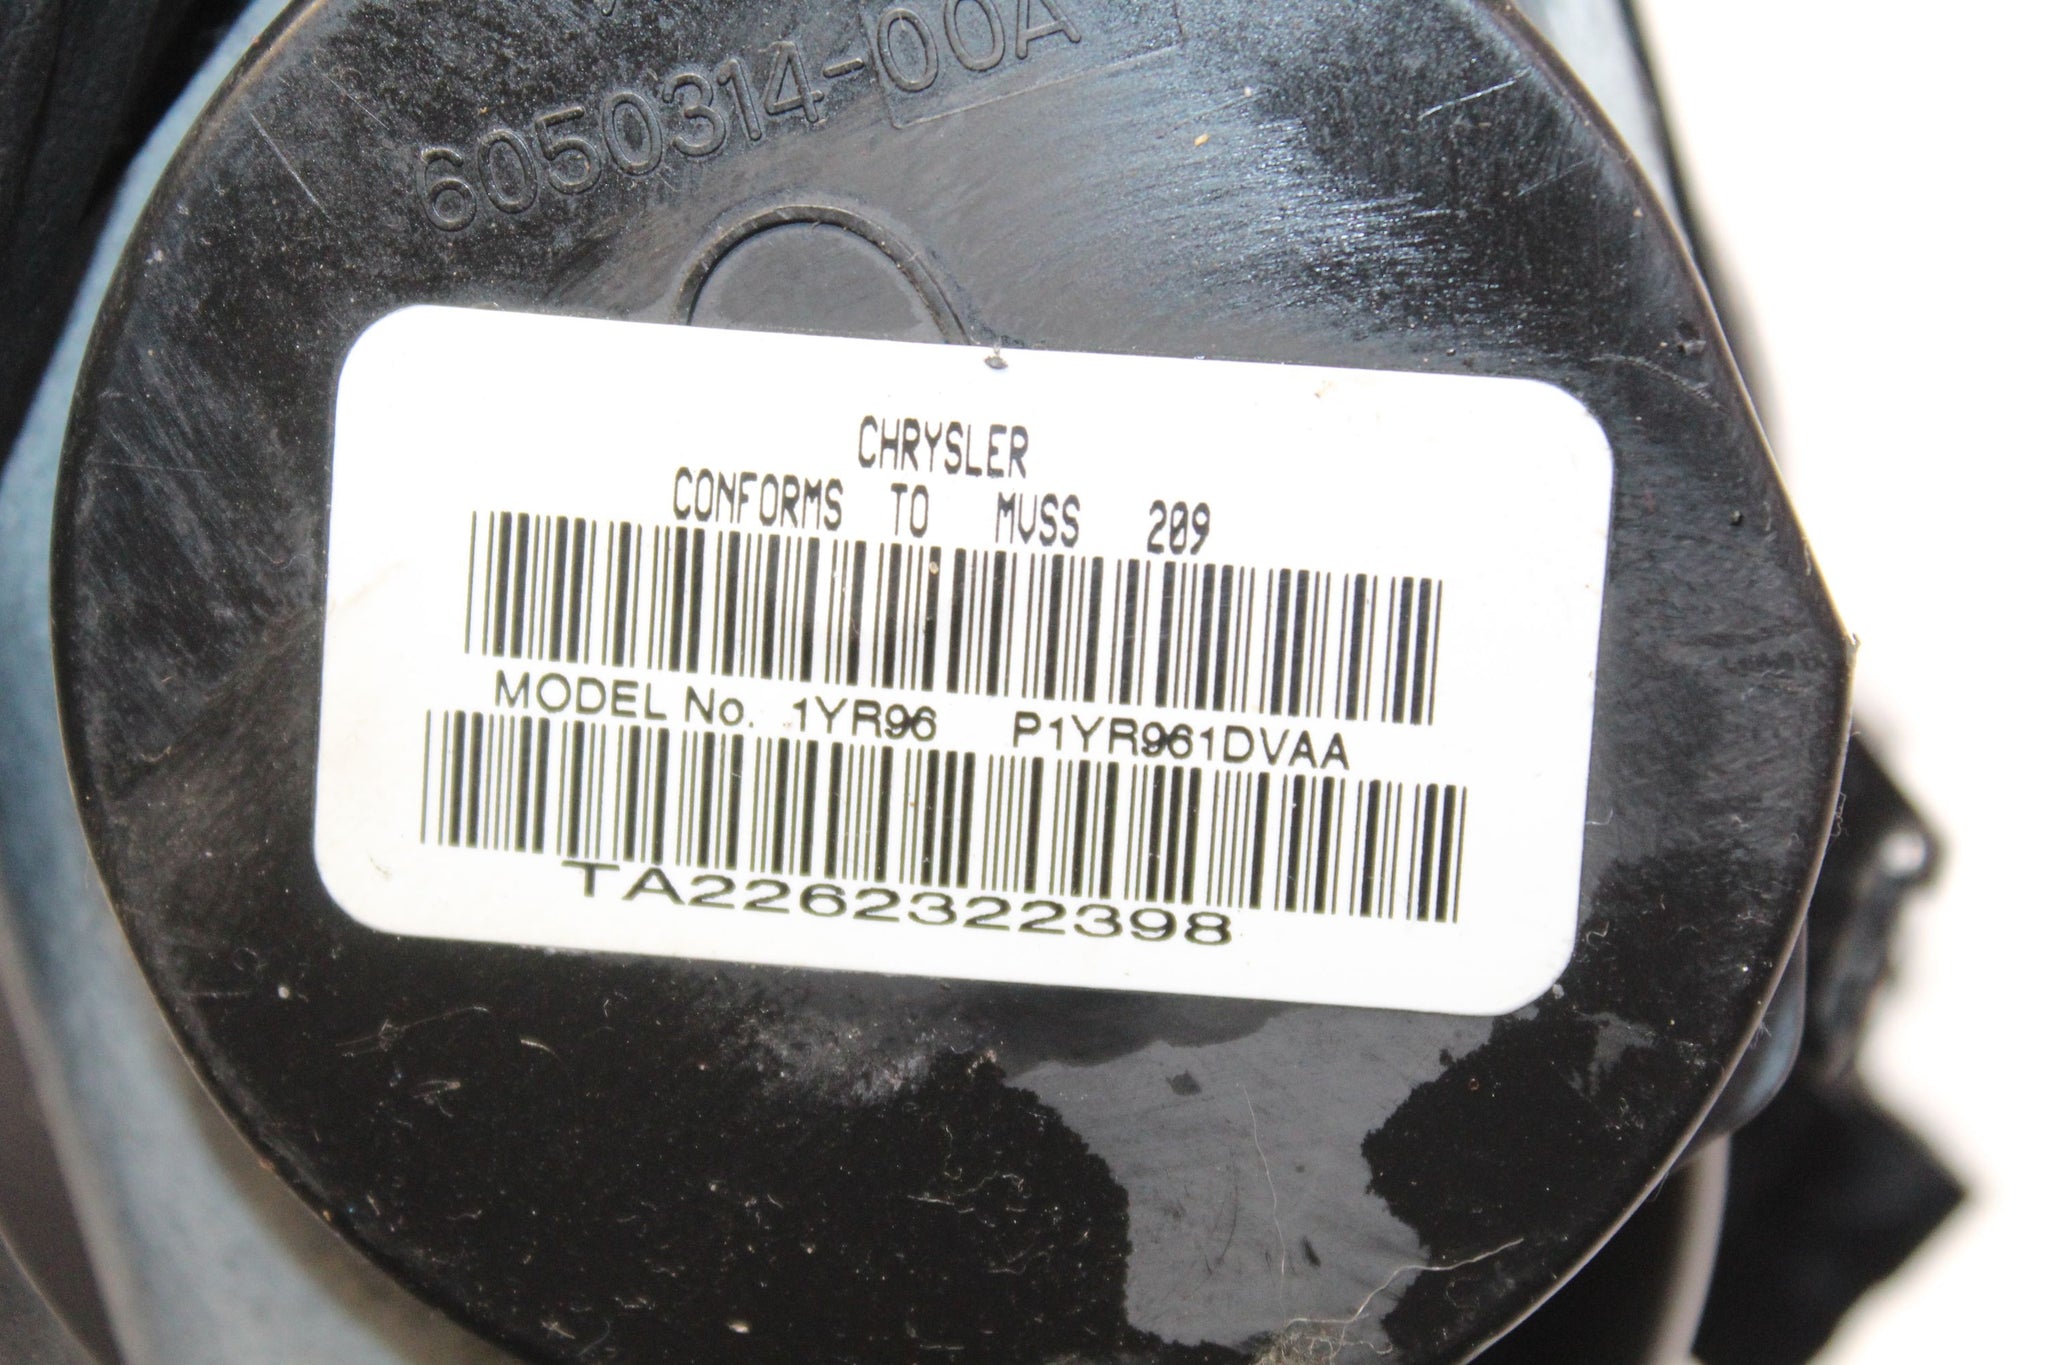 6050314-00A
CHRYSLER
CONFORMS TO MVSS 209
MODEL No. 1YR96 P1YR961DVAA
TA2262322398